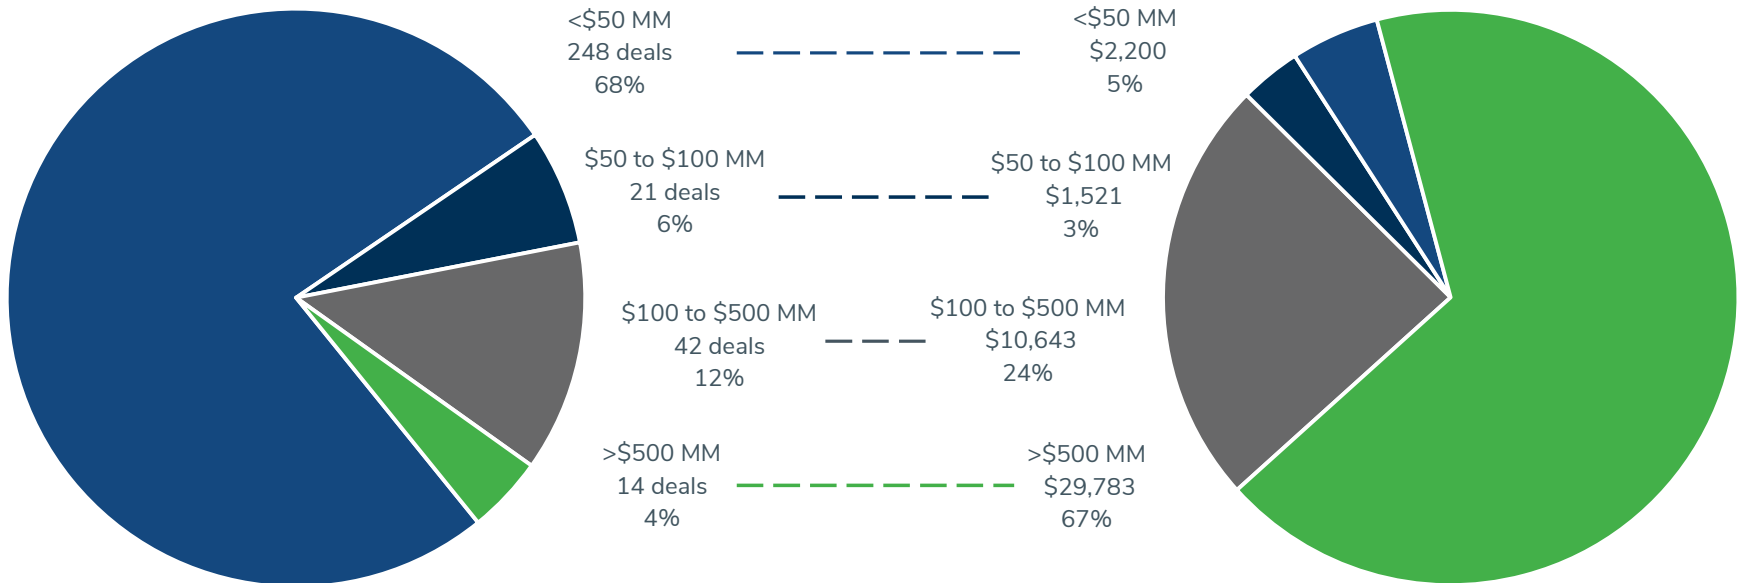 <$50 MM
248 deals
68%
<$50 MM
$2,200
5%
$50 to $100 MM
21 deals
6%
$50 to $100 MM
$1,521
3%
$100 to $500 MM
42 deals
12%
$100 to $500 MM
$10,643
24%
>$500 MM
14 deals
4%
>$500 MM
$29,783
67%